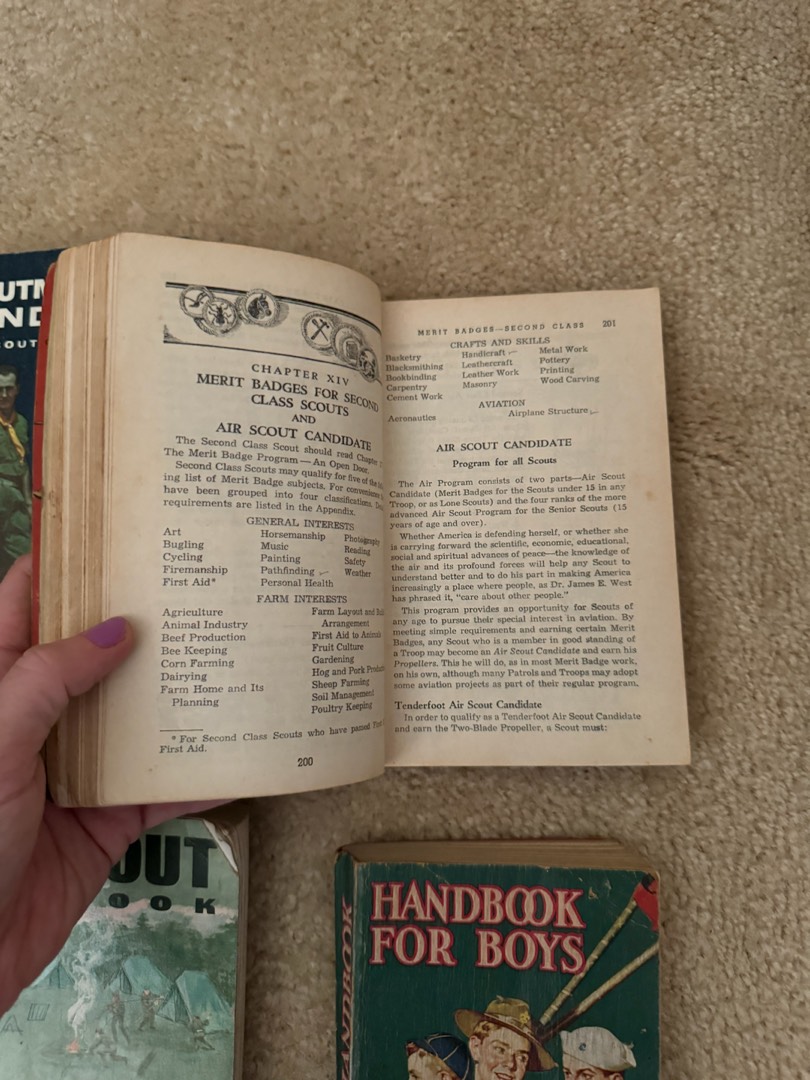 UTM
ND
OUT
CHAPTER XIV
MERIT BADGES FOR SECOND
CLASS SCOUTS
AND
AIR SCOUT CANDIDATE
The Second Class Scout should read Chapter
The Merit Badge Program—An Open Door.
Second Class Scouts may qualify for five of the
ing list of Merit Badge subjects. For convenience
have been grouped into four classifications.
requirements are listed in the Appendix.
GENERAL INTERESTS
Art Horsemanship Photography
Bugling Music Reading
Cycling Painting Safety
Firemanship Pathfinding Weather
First Aid* Personal Health
FARM INTERESTS
Agriculture Farm Layout and
Animal Industry Arrangement
Beef Production First Aid to Animals
Bee Keeping Fruit Culture
Corn Farming Gardening
Dairying Hog and Pork
Farm Home and Its Sheep Farming
Planning Soil Management
Poultry Keeping
* For Second Class Scouts who have passed First
First Aid.
200
MERIT BADGES—SECOND CLASS 201
CRAFTS AND SKILLS
Basketry Handicraft Metal Work
Blacksmithing Leathercraft Pottery
Bookbinding Leather Work Printing
Carpentry Masonry Wood Carving
Cement Work
AVIATION
Aeronautics Airplane Structure
AIR SCOUT CANDIDATE
Program for all Scouts
The Air Program consists of two parts—Air Scout
Candidate (Merit Badges for the Scouts under 15 in any
Troop, or as Lone Scouts) and the four ranks of the more
advanced Air Scout Program for the Senior Scouts (15
years of age and over).
Whether America is defending herself, or whether she
is carrying forward the scientific, economic, educational,
social and spiritual advances of peace—the knowledge of
the air and its profound forces will help any Scout to
understand better and to do his part in making America
increasingly a place where people, as Dr. James E. West
has phrased it, "care about other people."
This program provides an opportunity for Scouts of
any age to pursue their special interest in aviation. By
meeting simple requirements and earning certain Merit
Badges, any Scout who is a member in good standing of
a Troop may become an Air Scout Candidate and earn his
Propellers. This he will do, as in most Merit Badge work,
on his own, although many Patrols and Troops may adopt
some aviation projects as part of their regular program.
Tenderfoot Air Scout Candidate
In order to qualify as a Tenderfoot Air Scout Candidate
and earn the Two-Blade Propeller, a Scout must:
OUT
OOK
HANDBOOK
FOR BOYS
HANDBOOK